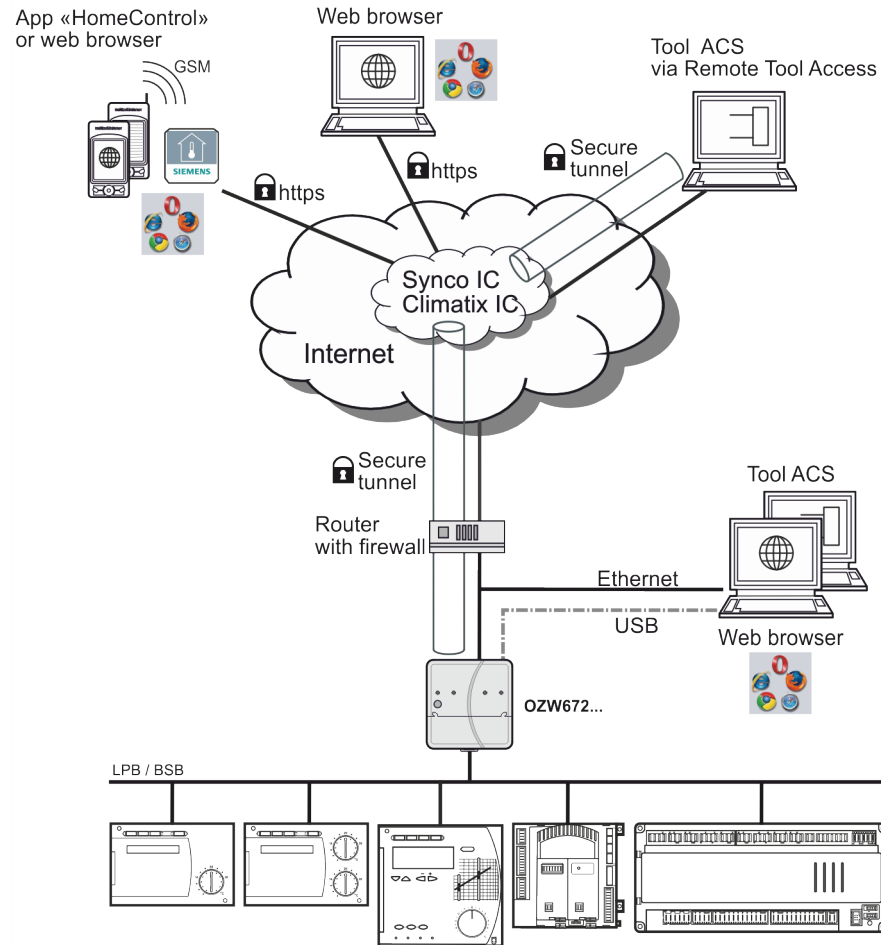 App «HomeControl»
or web browser
GSM
SIEMENS
https
Web browser
https
Tool ACS
via Remote Tool Access
Secure
tunnel
Synco IC
Climatix IC
Internet
Secure
tunnel
Router
with firewall
Tool ACS
Ethernet
USB
Web browser
OZW672...
LPB / BSB